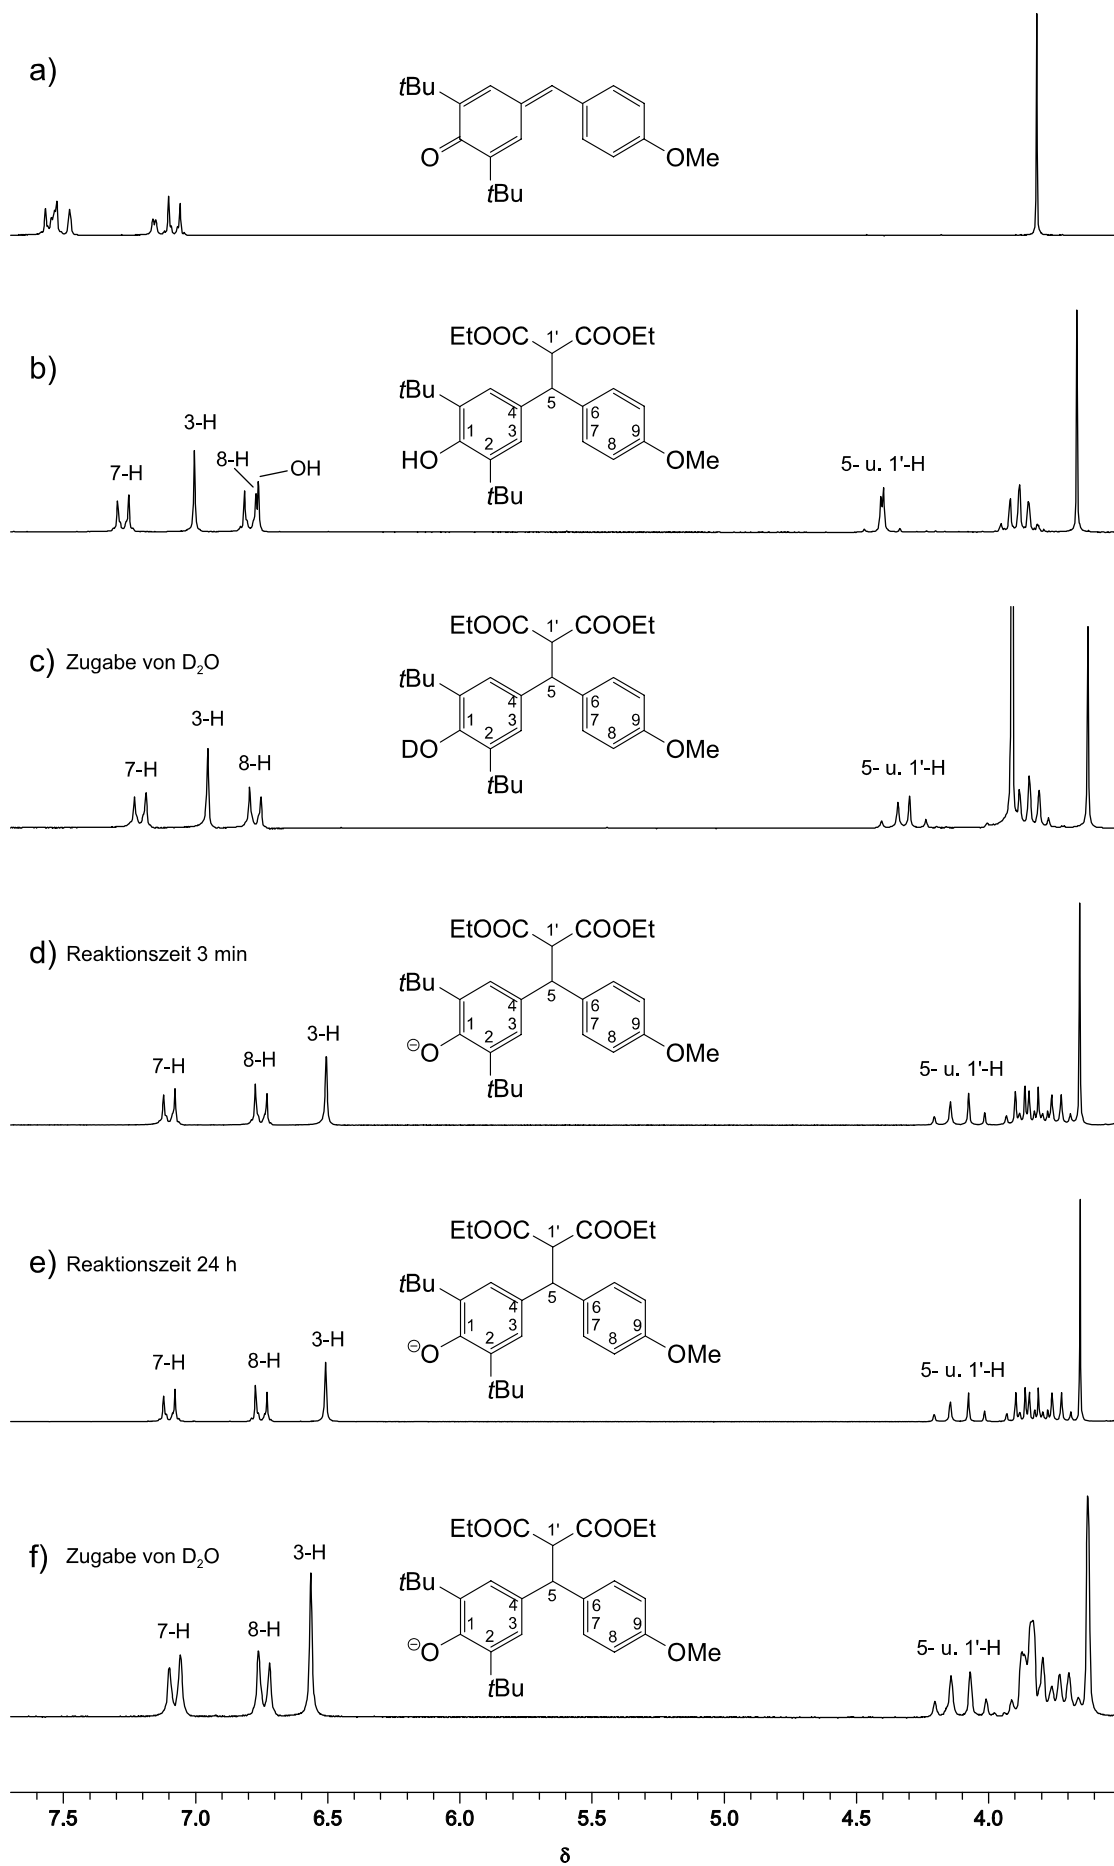 a)
tBu
O
tBu
OMe
b)
EtOOC 1' COOEt
tBu
5
4 6
1 3 7 9
2 8
HO
OMe
tBu
7-H
3-H
8-H
OH
5- u. 1'-H
c) Zugabe von D₂O
EtOOC 1' COOEt
tBu
5
4 6
1 3 7 9
2 8
DO
OMe
tBu
7-H
3-H
8-H
5- u. 1'-H
d) Reaktionszeit 3 min
EtOOC 1' COOEt
tBu
5
4 6
1 3 7 9
2 8
⊖O
OMe
tBu
7-H
8-H
3-H
5- u. 1'-H
e) Reaktionszeit 24 h
EtOOC 1' COOEt
tBu
5
4 6
1 3 7 9
2 8
⊖O
OMe
tBu
7-H
8-H
3-H
5- u. 1'-H
f) Zugabe von D₂O
EtOOC 1' COOEt
tBu
5
4 6
1 3 7 9
2 8
⊖O
OMe
tBu
7-H
8-H
3-H
5- u. 1'-H
7.5 7.0 6.5 6.0 5.5 5.0 4.5 4.0
δ